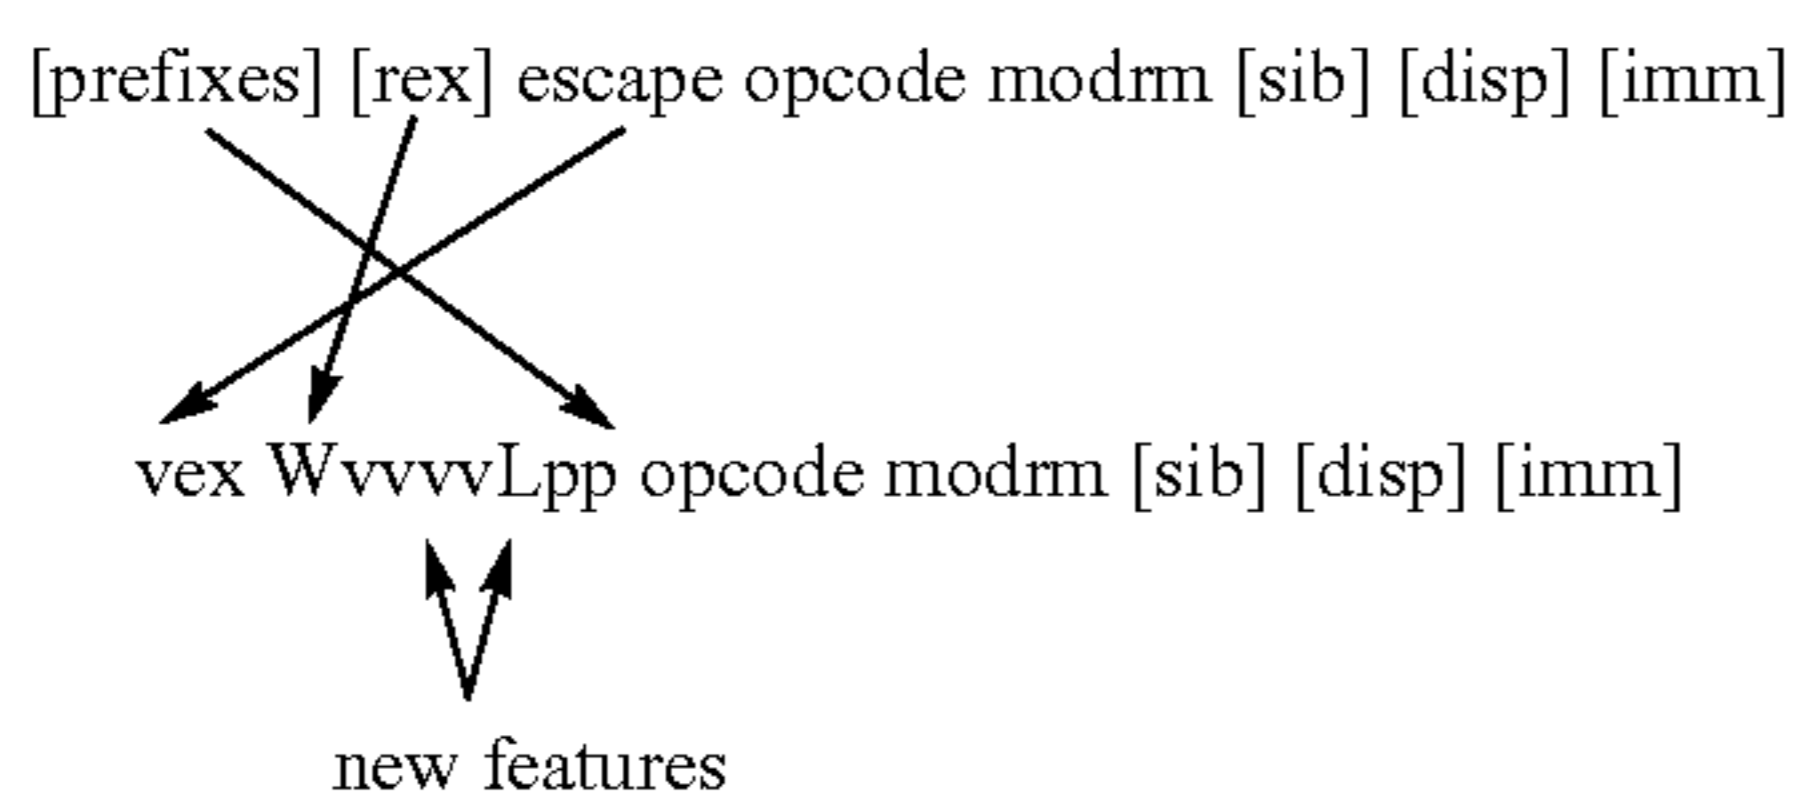 [prefixes] [rex] escape opcode modrm [sib] [disp] [imm]
vex WvvvvLpp opcode modrm [sib] [disp] [imm]
new features